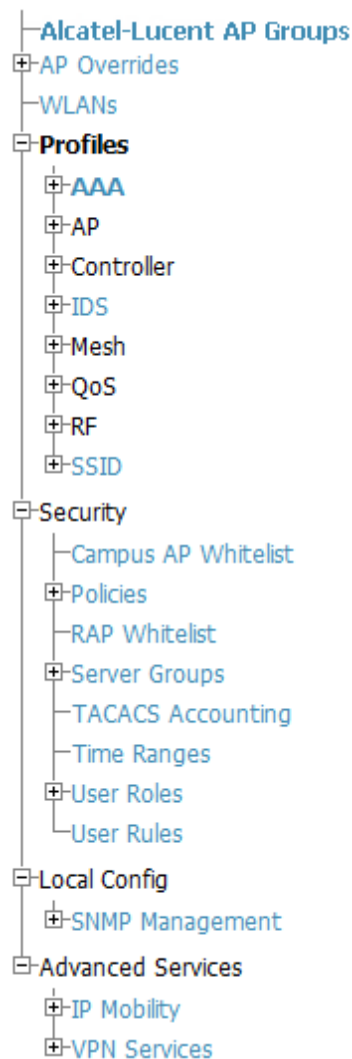 Alcatel-Lucent AP Groups
AP Overrides
WLANs
Profiles
AAA
AP
Controller
IDS
Mesh
QoS
RF
SSID
Security
Campus AP Whitelist
Policies
RAP Whitelist
Server Groups
TACACS Accounting
Time Ranges
User Roles
User Rules
Local Config
SNMP Management
Advanced Services
IP Mobility
VPN Services